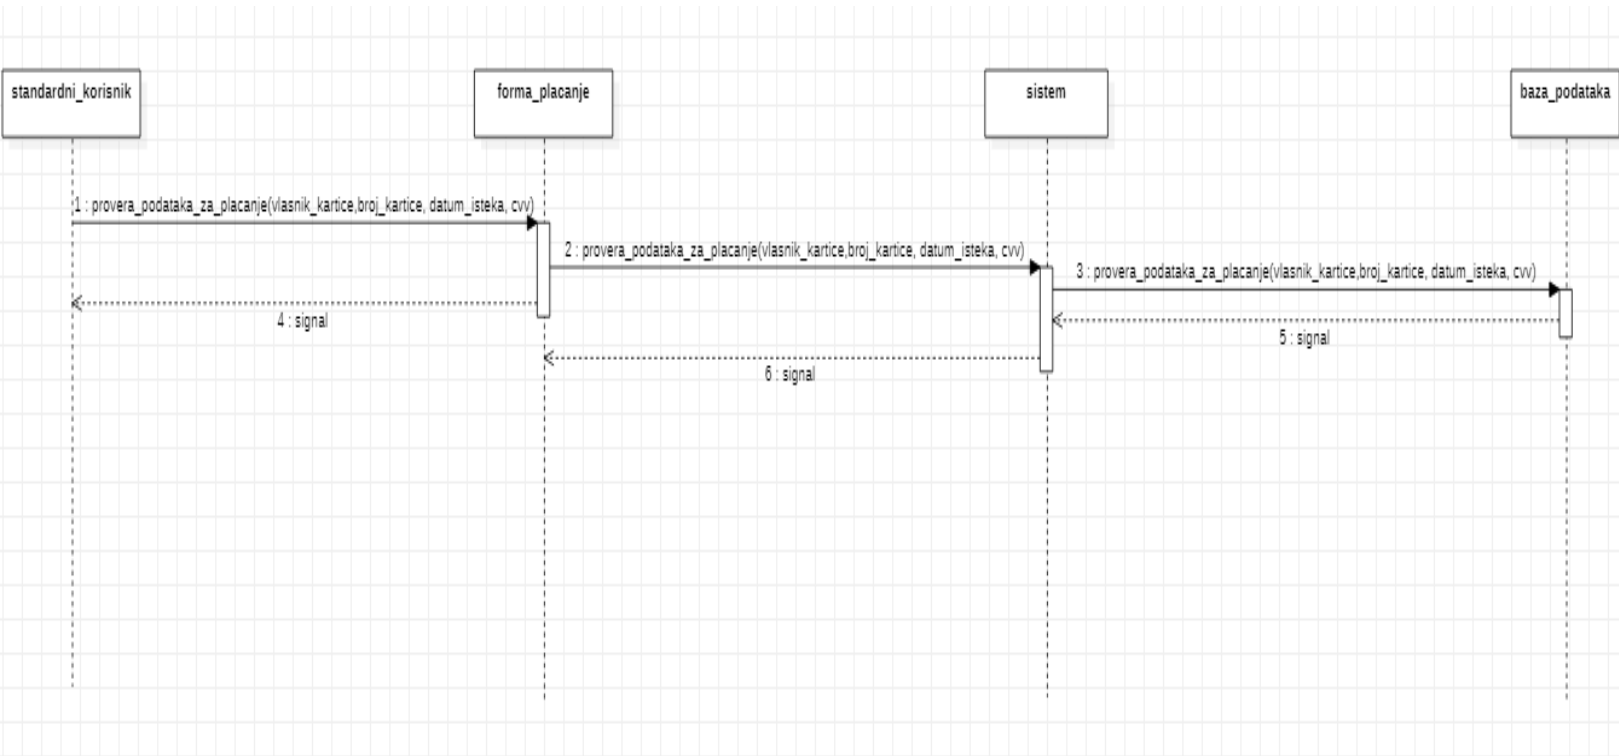 standardni_korisnik
forma_placanje
sistem
baza_podataka
1 : provera_podataka_za_placanje(vlasnik_kartice,broj_kartice, datum_isteka, cvv)
2 : provera_podataka_za_placanje(vlasnik_kartice,broj_kartice, datum_isteka, cvv)
3 : provera_podataka_za_placanje(vlasnik_kartice,broj_kartice, datum_isteka, cvv)
4 : signal
5 : signal
6 : signal